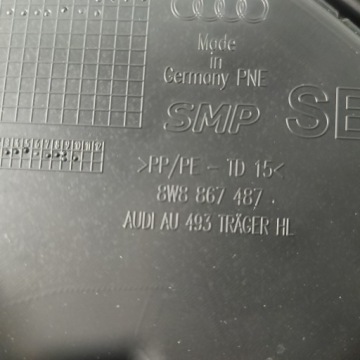 Made
in
Germany PNE
SMP
SE
>PP/PE - TD 15<
8W8 867 487 .
AUDI AU 493 TRÄGER HL